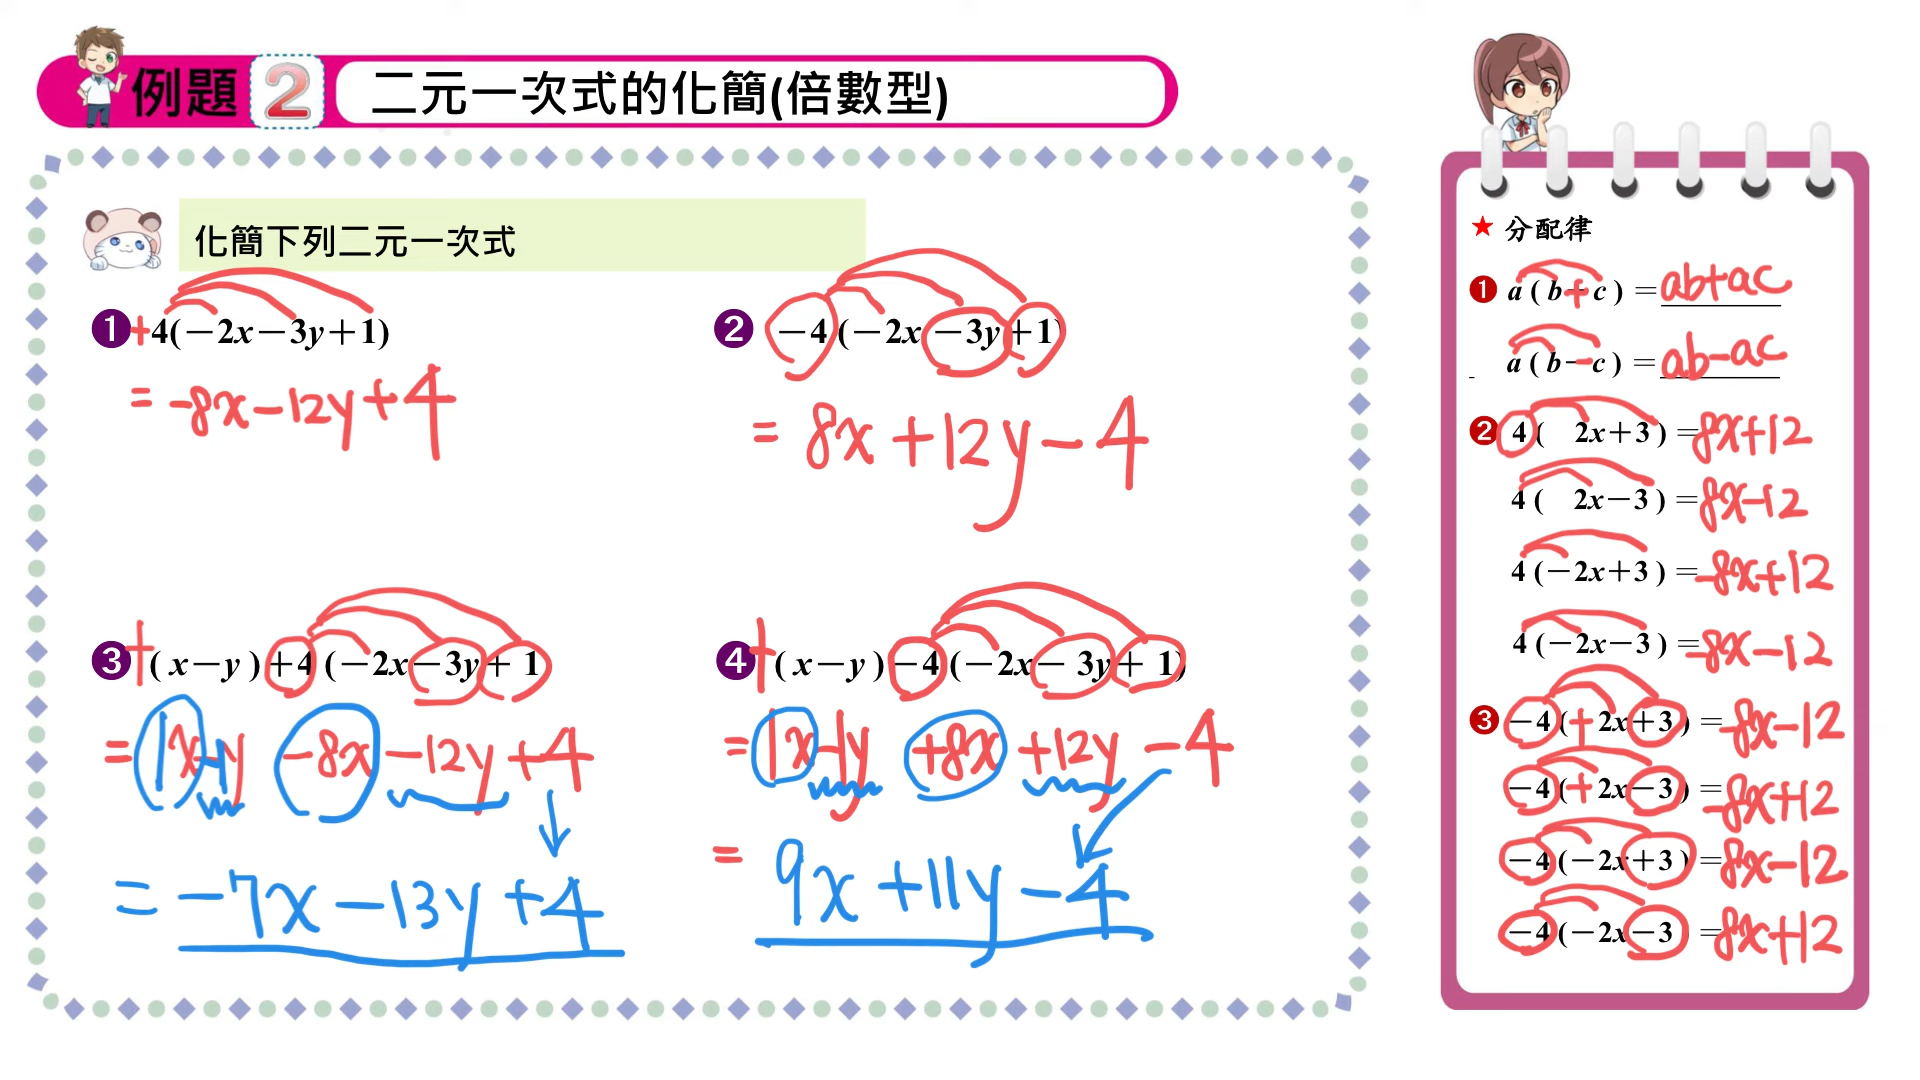 例題 2 二元一次式的化簡(倍數型)
化簡下列二元一次式
❶ +4(−2x−3y+1)
= -8x-12y+4
❷ −4(−2x−3y+1)
= 8x+12y-4
❸ +(x−y)+4(−2x−3y+1)
= 1x-1y -8x-12y+4
= -7x-13y+4
❹ +(x−y)−4(−2x−3y+1)
= 1x-1y +8x+12y-4
= 9x+11y-4
★ 分配律
❶ a(b+c)=ab+ac
a(b−c)=ab-ac
❷ 4( 2x+3)=8x+12
4( 2x−3)=8x-12
4(−2x+3)=-8x+12
4(−2x−3)=-8x-12
❸ −4(+2x+3)=-8x-12
−4(+2x−3)=-8x+12
−4(−2x+3)=8x-12
−4(−2x−3)=8x+12